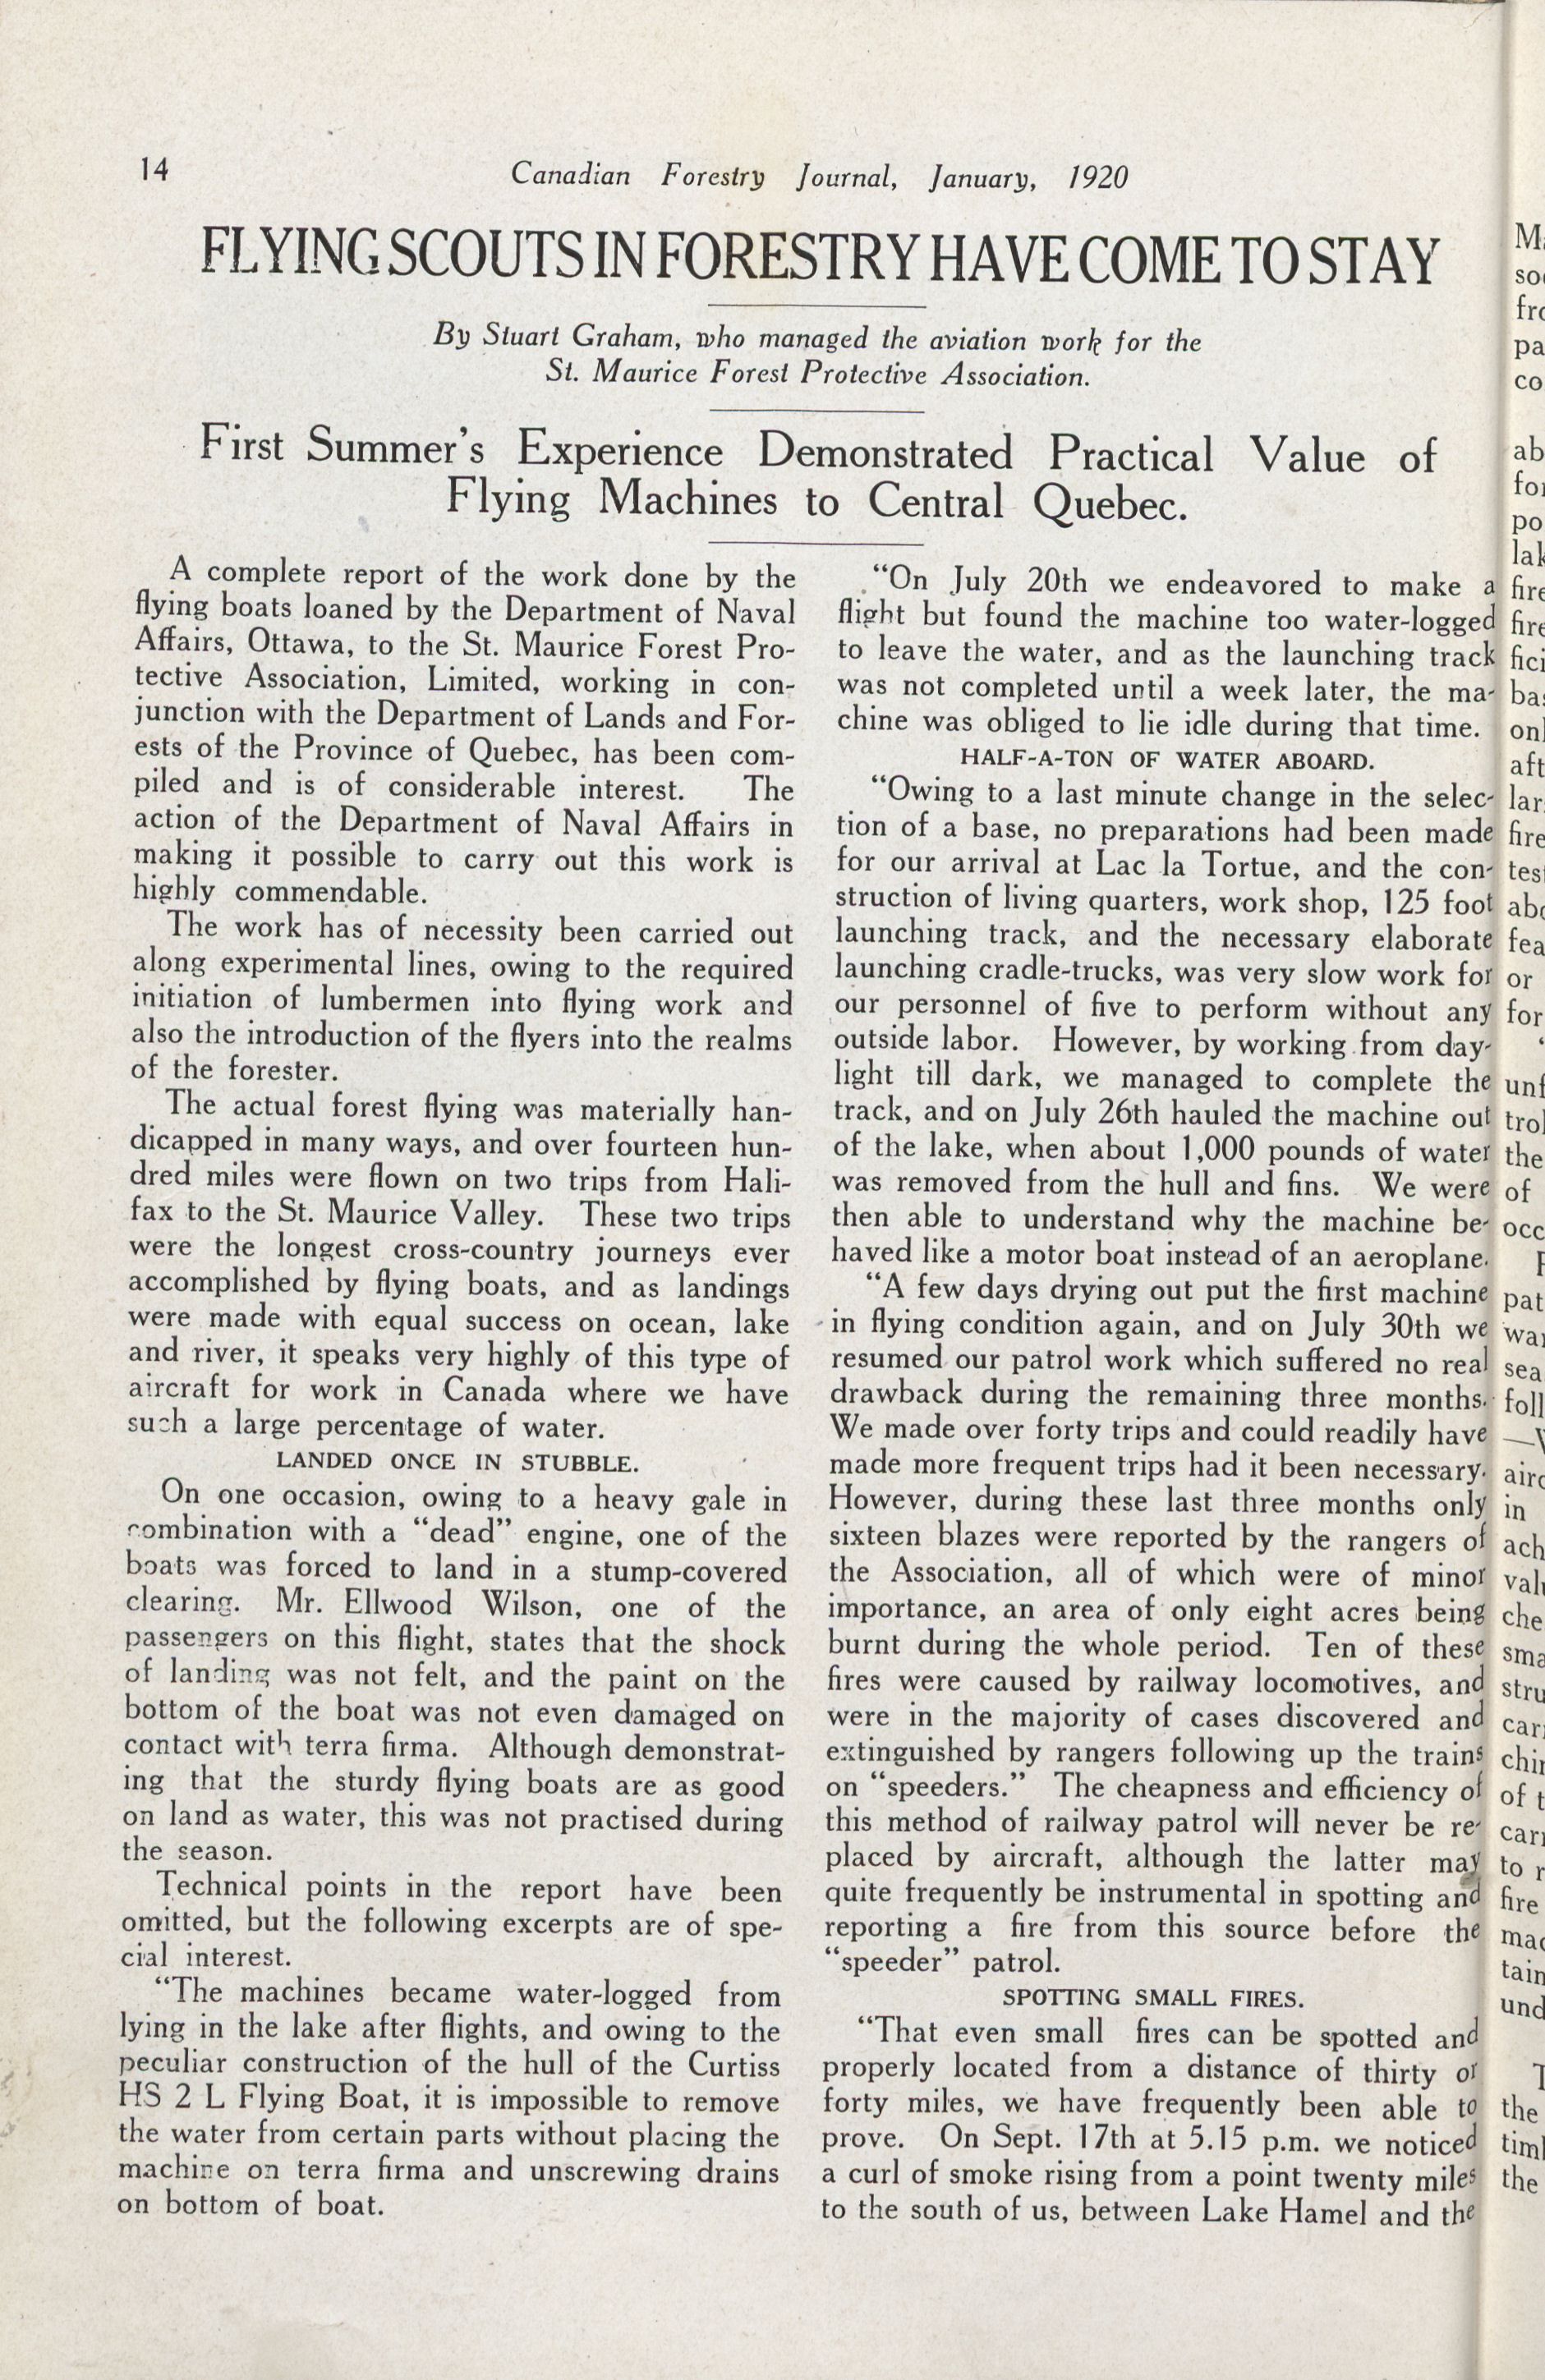 14
Canadian Forestry Journal, January, 1920
FLYING SCOUTS IN FORESTRY HAVE COME TO STAY
By Stuart Graham, who managed the aviation work for the
St. Maurice Forest Protective Association.
First Summer's Experience Demonstrated Practical Value of
Flying Machines to Central Quebec.
A complete report of the work done by the
flying boats loaned by the Department of Naval
Affairs, Ottawa, to the St. Maurice Forest Pro-
tective Association, Limited, working in con-
junction with the Department of Lands and For-
ests of the Province of Quebec, has been com-
piled and is of considerable interest. The
action of the Department of Naval Affairs in
making it possible to carry out this work is
highly commendable.
The work has of necessity been carried out
along experimental lines, owing to the required
initiation of lumbermen into flying work and
also the introduction of the flyers into the realms
of the forester.
The actual forest flying was materially han-
dicapped in many ways, and over fourteen hun-
dred miles were flown on two trips from Hali-
fax to the St. Maurice Valley. These two trips
were the longest cross-country journeys ever
accomplished by flying boats, and as landings
were made with equal success on ocean, lake
and river, it speaks very highly of this type of
aircraft for work in Canada where we have
such a large percentage of water.
LANDED ONCE IN STUBBLE.
On one occasion, owing to a heavy gale in
combination with a "dead" engine, one of the
boats was forced to land in a stump-covered
clearing. Mr. Ellwood Wilson, one of the
passengers on this flight, states that the shock
of landing was not felt, and the paint on the
bottom of the boat was not even damaged on
contact with terra firma. Although demonstrat-
ing that the sturdy flying boats are as good
on land as water, this was not practised during
the season.
Technical points in the report have been
omitted, but the following excerpts are of spe-
cial interest.
"The machines became water-logged from
lying in the lake after flights, and owing to the
peculiar construction of the hull of the Curtiss
HS 2 L Flying Boat, it is impossible to remove
the water from certain parts without placing the
machine on terra firma and unscrewing drains
on bottom of boat.
"On July 20th we endeavored to make a
flight but found the machine too water-logged
to leave the water, and as the launching track
was not completed until a week later, the ma-
chine was obliged to lie idle during that time.
HALF-A-TON OF WATER ABOARD.
"Owing to a last minute change in the selec-
tion of a base, no preparations had been made
for our arrival at Lac la Tortue, and the con-
struction of living quarters, work shop, 125 foot
launching track, and the necessary elaborate
launching cradle-trucks, was very slow work for
our personnel of five to perform without any
outside labor. However, by working from day-
light till dark, we managed to complete the
track, and on July 26th hauled the machine out
of the lake, when about 1,000 pounds of water
was removed from the hull and fins. We were
then able to understand why the machine be-
haved like a motor boat instead of an aeroplane.
"A few days drying out put the first machine
in flying condition again, and on July 30th we
resumed our patrol work which suffered no real
drawback during the remaining three months.
We made over forty trips and could readily have
made more frequent trips had it been necessary.
However, during these last three months only
sixteen blazes were reported by the rangers of
the Association, all of which were of minor
importance, an area of only eight acres being
burnt during the whole period. Ten of these
fires were caused by railway locomotives, and
were in the majority of cases discovered and
extinguished by rangers following up the trains
on "speeders." The cheapness and efficiency of
this method of railway patrol will never be re-
placed by aircraft, although the latter may
quite frequently be instrumental in spotting and
reporting a fire from this source before the
"speeder" patrol.
SPOTTING SMALL FIRES.
"That even small fires can be spotted and
properly located from a distance of thirty or
forty miles, we have frequently been able to
prove. On Sept. 17th at 5.15 p.m. we noticed
a curl of smoke rising from a point twenty miles
to the south of us, between Lake Hamel and the